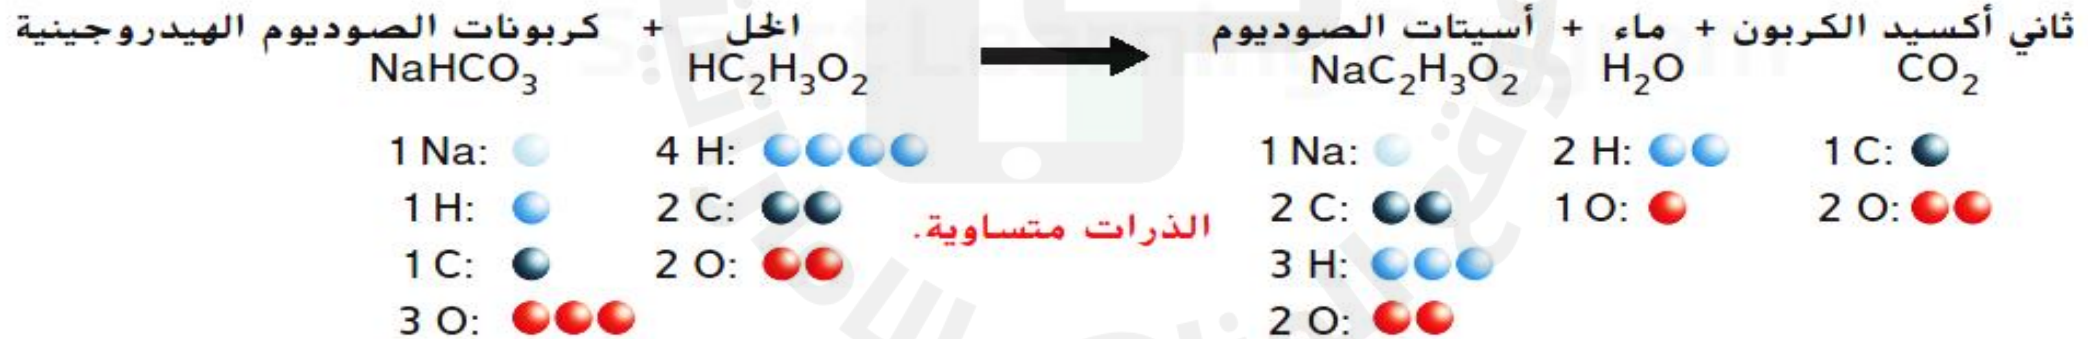 كربونات الصوديوم الهيدروجينية + الخل → أسيتات الصوديوم + ماء + ثاني أكسيد الكربون
NaHCO₃ HC₂H₃O₂ NaC₂H₃O₂ H₂O CO₂
1 Na: 4 H: 1 Na: 2 H: 1 C:
1 H: 2 C: 2 C: 1 O: 2 O:
الذرات متساوية.
1 C: 2 O: 3 H:
3 O: 2 O: